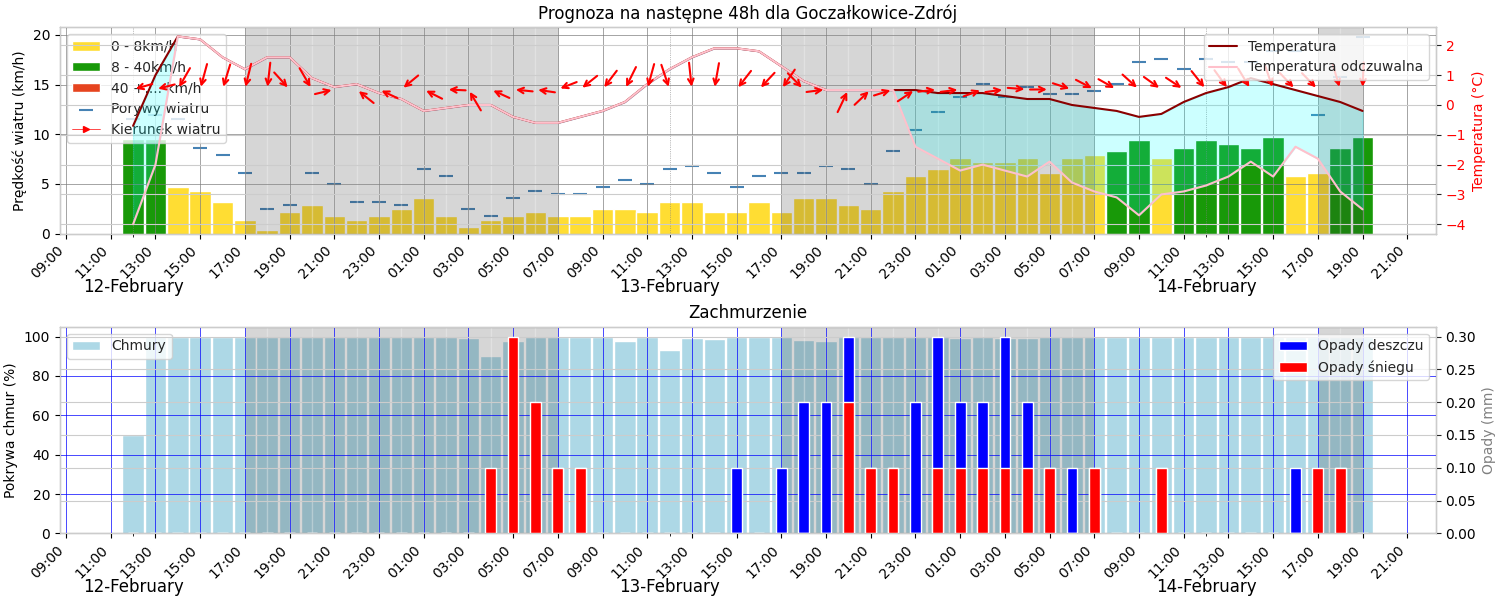 Prognoza na następne 48h dla Goczałkowice-Zdrój
Prędkość wiatru (km/h)
20
15
10
5
0
0 - 8km/h
8 - 40km/h
40 - ... km/h
Porywy wiatru
Kierunek wiatru
Temperatura
Temperatura odczuwalna
2
1
0
−1
−2
−3
−4
Temperatura (°C)
09:00 11:00 13:00 15:00 17:00 19:00 21:00 23:00 01:00 03:00 05:00 07:00 09:00 11:00 13:00 15:00 17:00 19:00 21:00 23:00 01:00 03:00 05:00 07:00 09:00 11:00 13:00 15:00 17:00 19:00 21:00
12-February 13-February 14-February
Zachmurzenie
Pokrywa chmur (%)
100
80
60
40
20
0
Chmury
Opady deszczu
Opady śniegu
0.30
0.25
0.20
0.15
0.10
0.05
0.00
Opady (mm)
09:00 11:00 13:00 15:00 17:00 19:00 21:00 23:00 01:00 03:00 05:00 07:00 09:00 11:00 13:00 15:00 17:00 19:00 21:00 23:00 01:00 03:00 05:00 07:00 09:00 11:00 13:00 15:00 17:00 19:00 21:00
12-February 13-February 14-February